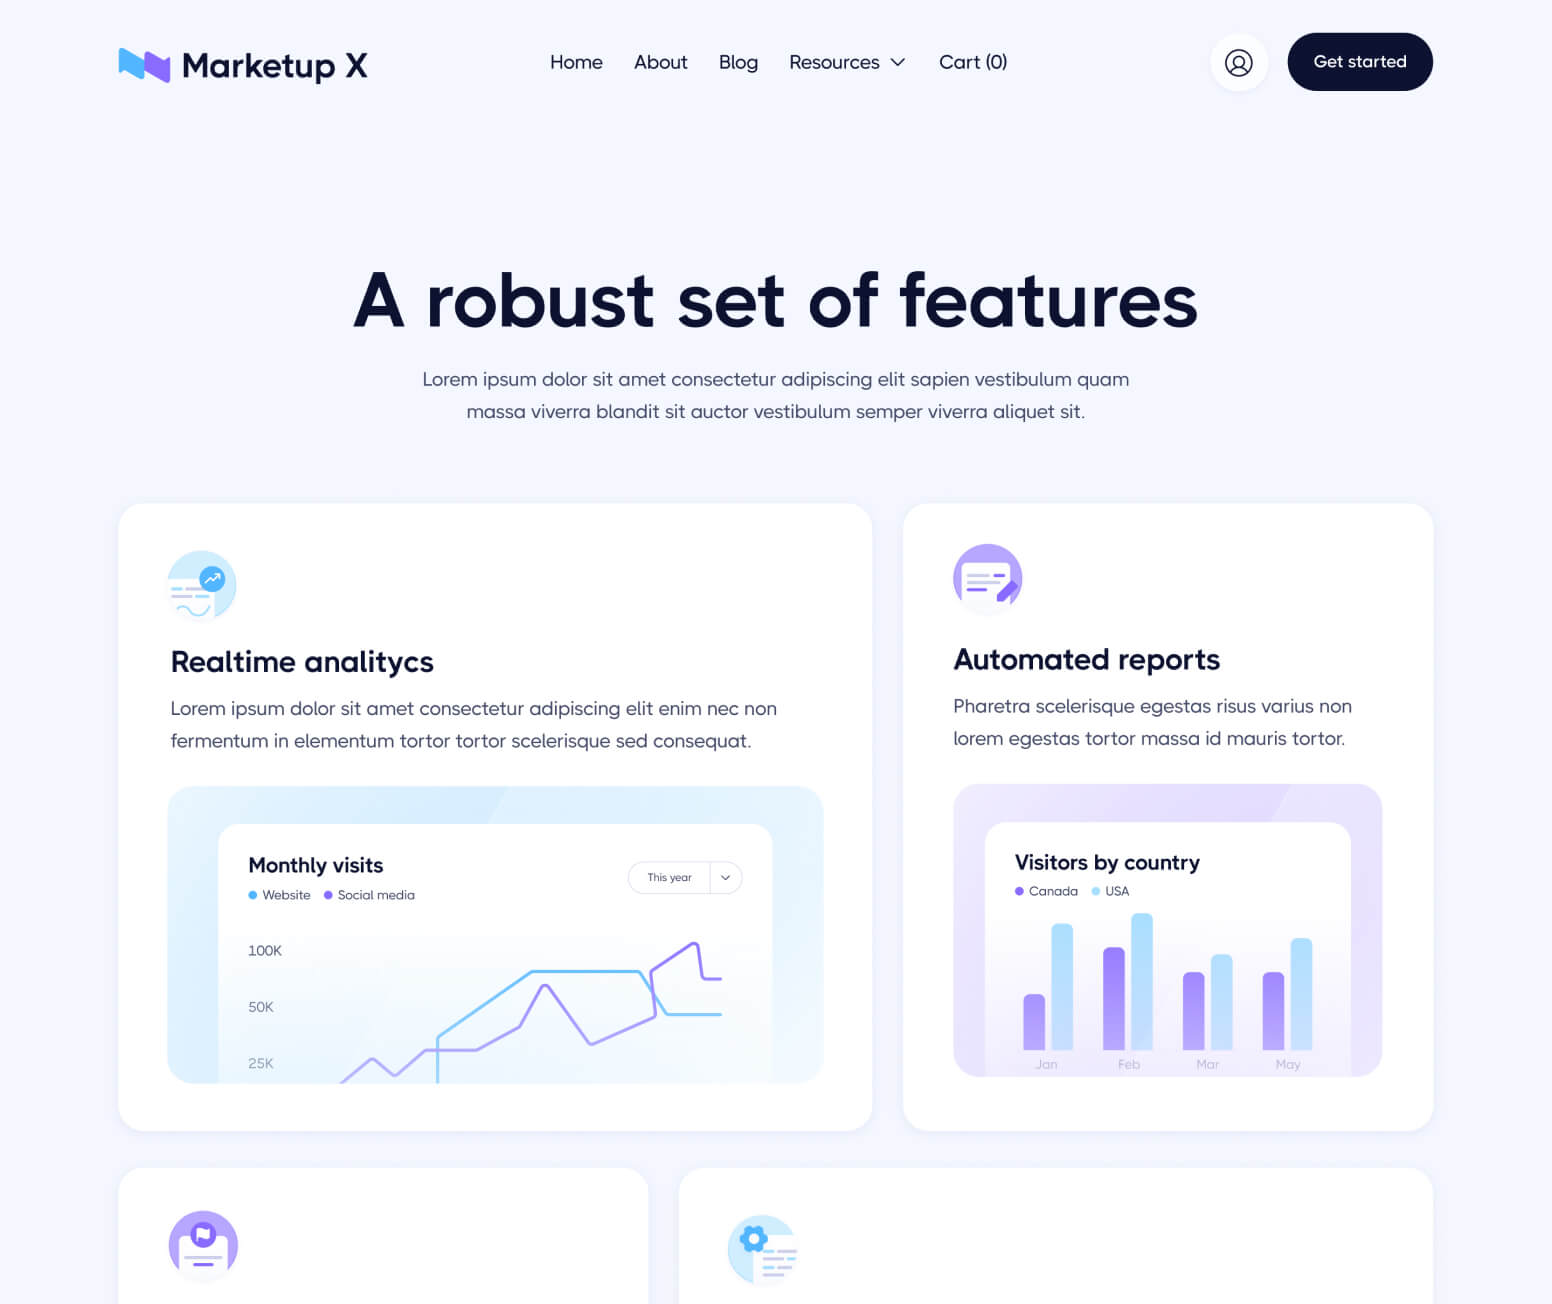 Marketup X
Home
About
Blog
Resources
Cart (0)
Get started
A robust set of features
Lorem ipsum dolor sit amet consectetur adipiscing elit sapien vestibulum quam
massa viverra blandit sit auctor vestibulum semper viverra aliquet sit.
Realtime analitycs
Lorem ipsum dolor sit amet consectetur adipiscing elit enim nec non
fermentum in elementum tortor tortor scelerisque sed consequat.
Monthly visits
Website
Social media
This year
100K
50K
25K
Automated reports
Pharetra scelerisque egestas risus varius non
lorem egestas tortor massa id mauris tortor.
Visitors by country
Canada
USA
Jan
Feb
Mar
May